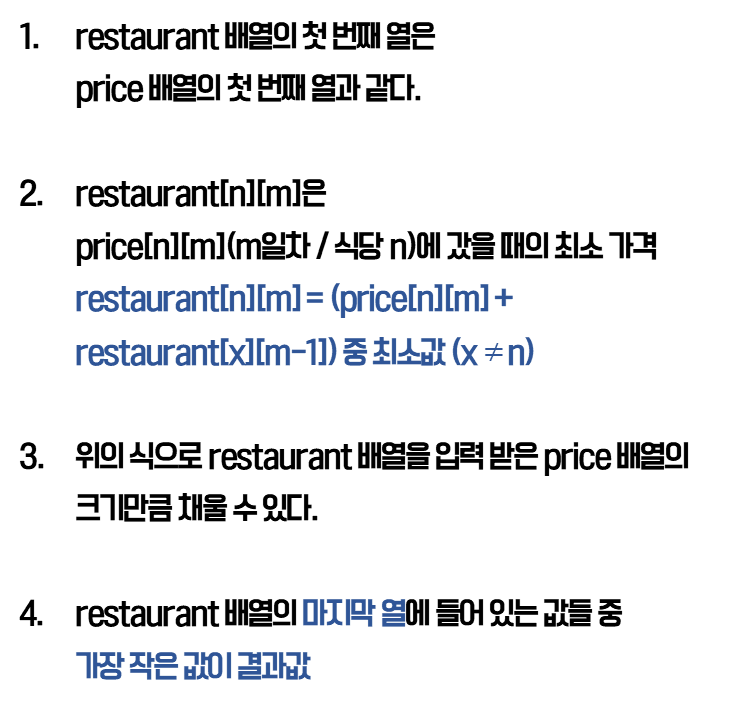 1. restaurant 배열의 첫 번째 열은
price 배열의 첫 번째 열과 같다.
2. restaurant[n][m]은
price[n][m](m일차 / 식당 n)에 갔을 때의 최소 가격
restaurant[n][m] = (price[n][m] +
restaurant[x][m-1]) 중 최소값 (x ≠ n)
3. 위의 식으로 restaurant 배열을 입력 받은 price 배열의
크기만큼 채울 수 있다.
4. restaurant 배열의 마지막 열에 들어 있는 값들 중
가장 작은 값이 결과값